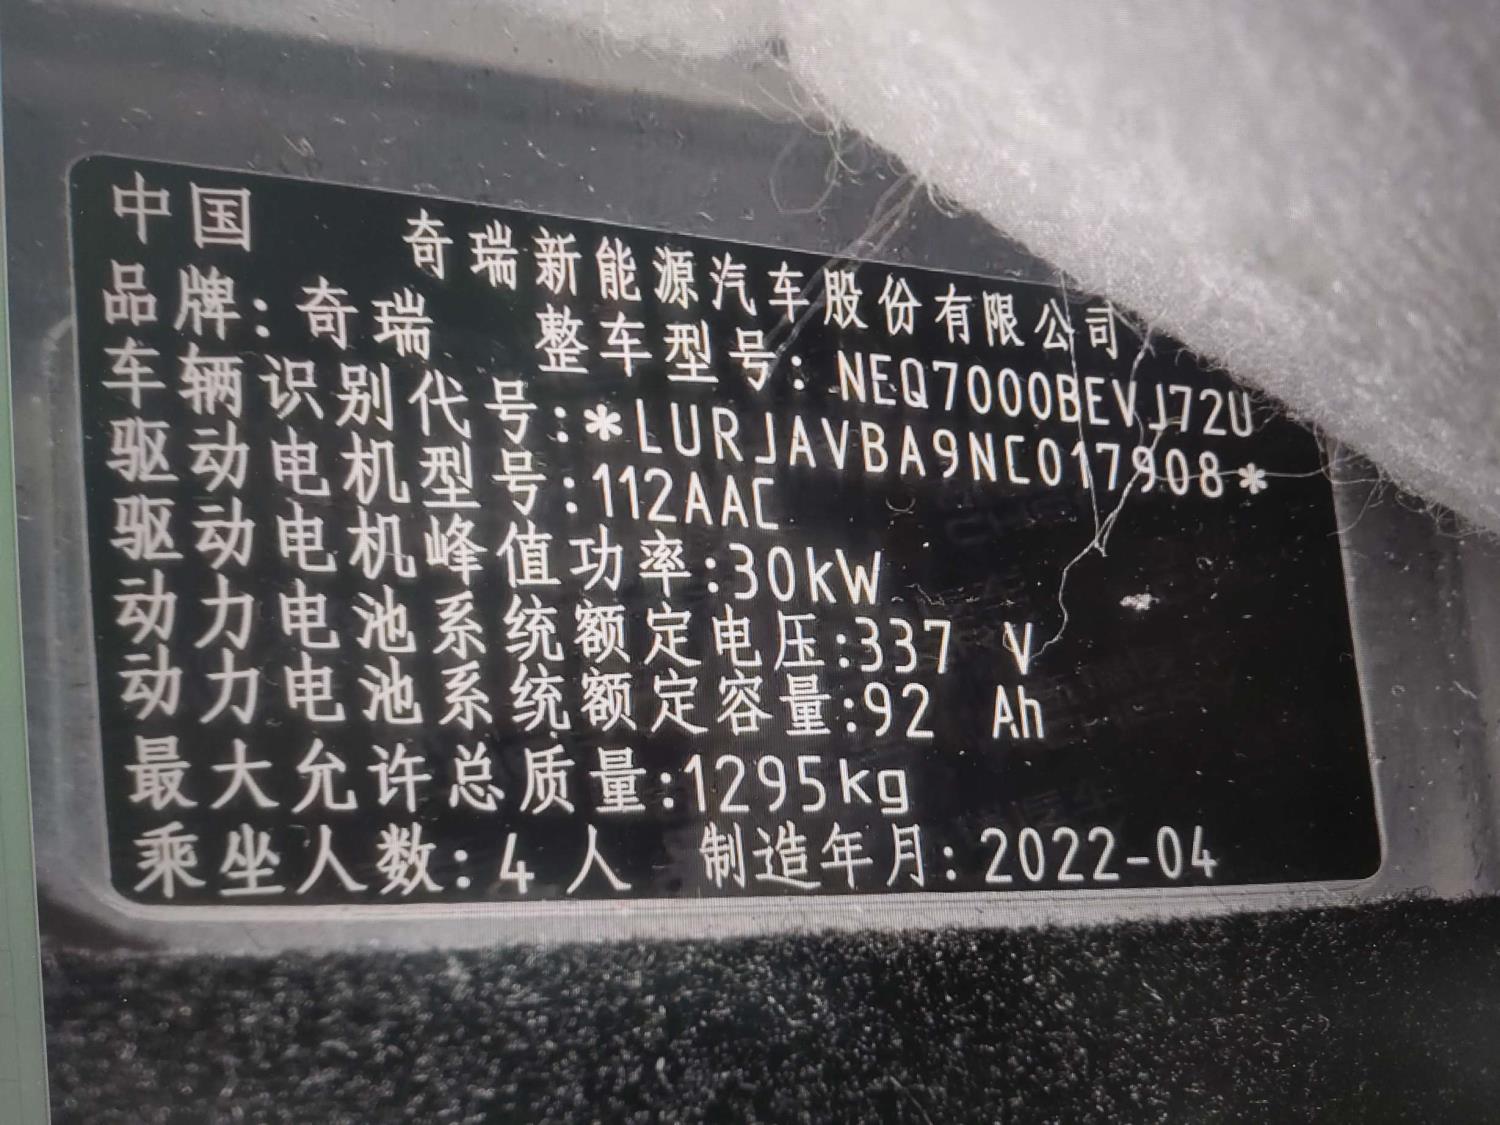 中国 奇瑞新能源汽车股份有限公司
品牌:奇瑞 整车型号:NEQ7000BEVJ72U
车辆识别代号:*LURJAVBA9NC017908*
驱动电机型号:112AAC
驱动电机峰值功率:30kW
动力电池系统额定电压:337 V
动力电池系统额定容量:92 Ah
最大允许总质量:1295kg
乘坐人数:4人 制造年月:2022-04